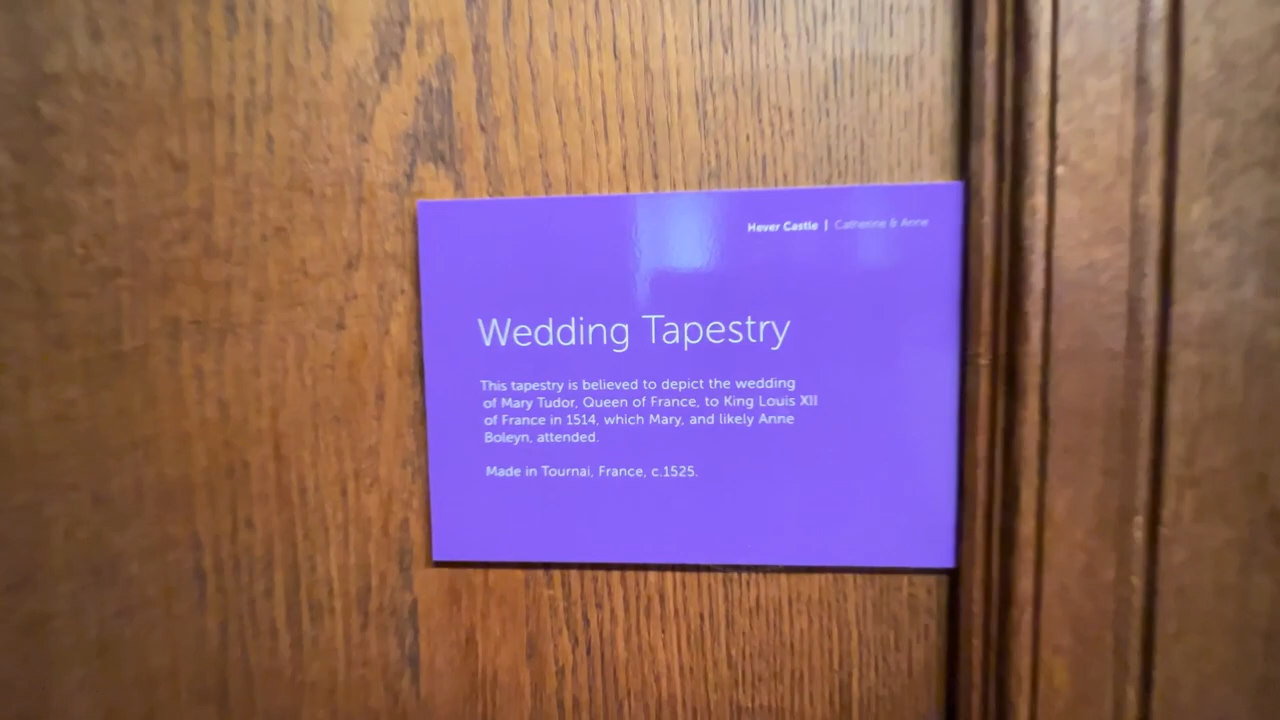 Hever Castle | Catherine & Anne
Wedding Tapestry
This tapestry is believed to depict the wedding
of Mary Tudor, Queen of France, to King Louis XII
of France in 1514, which Mary, and likely Anne
Boleyn, attended.
Made in Tournai, France, c.1525.